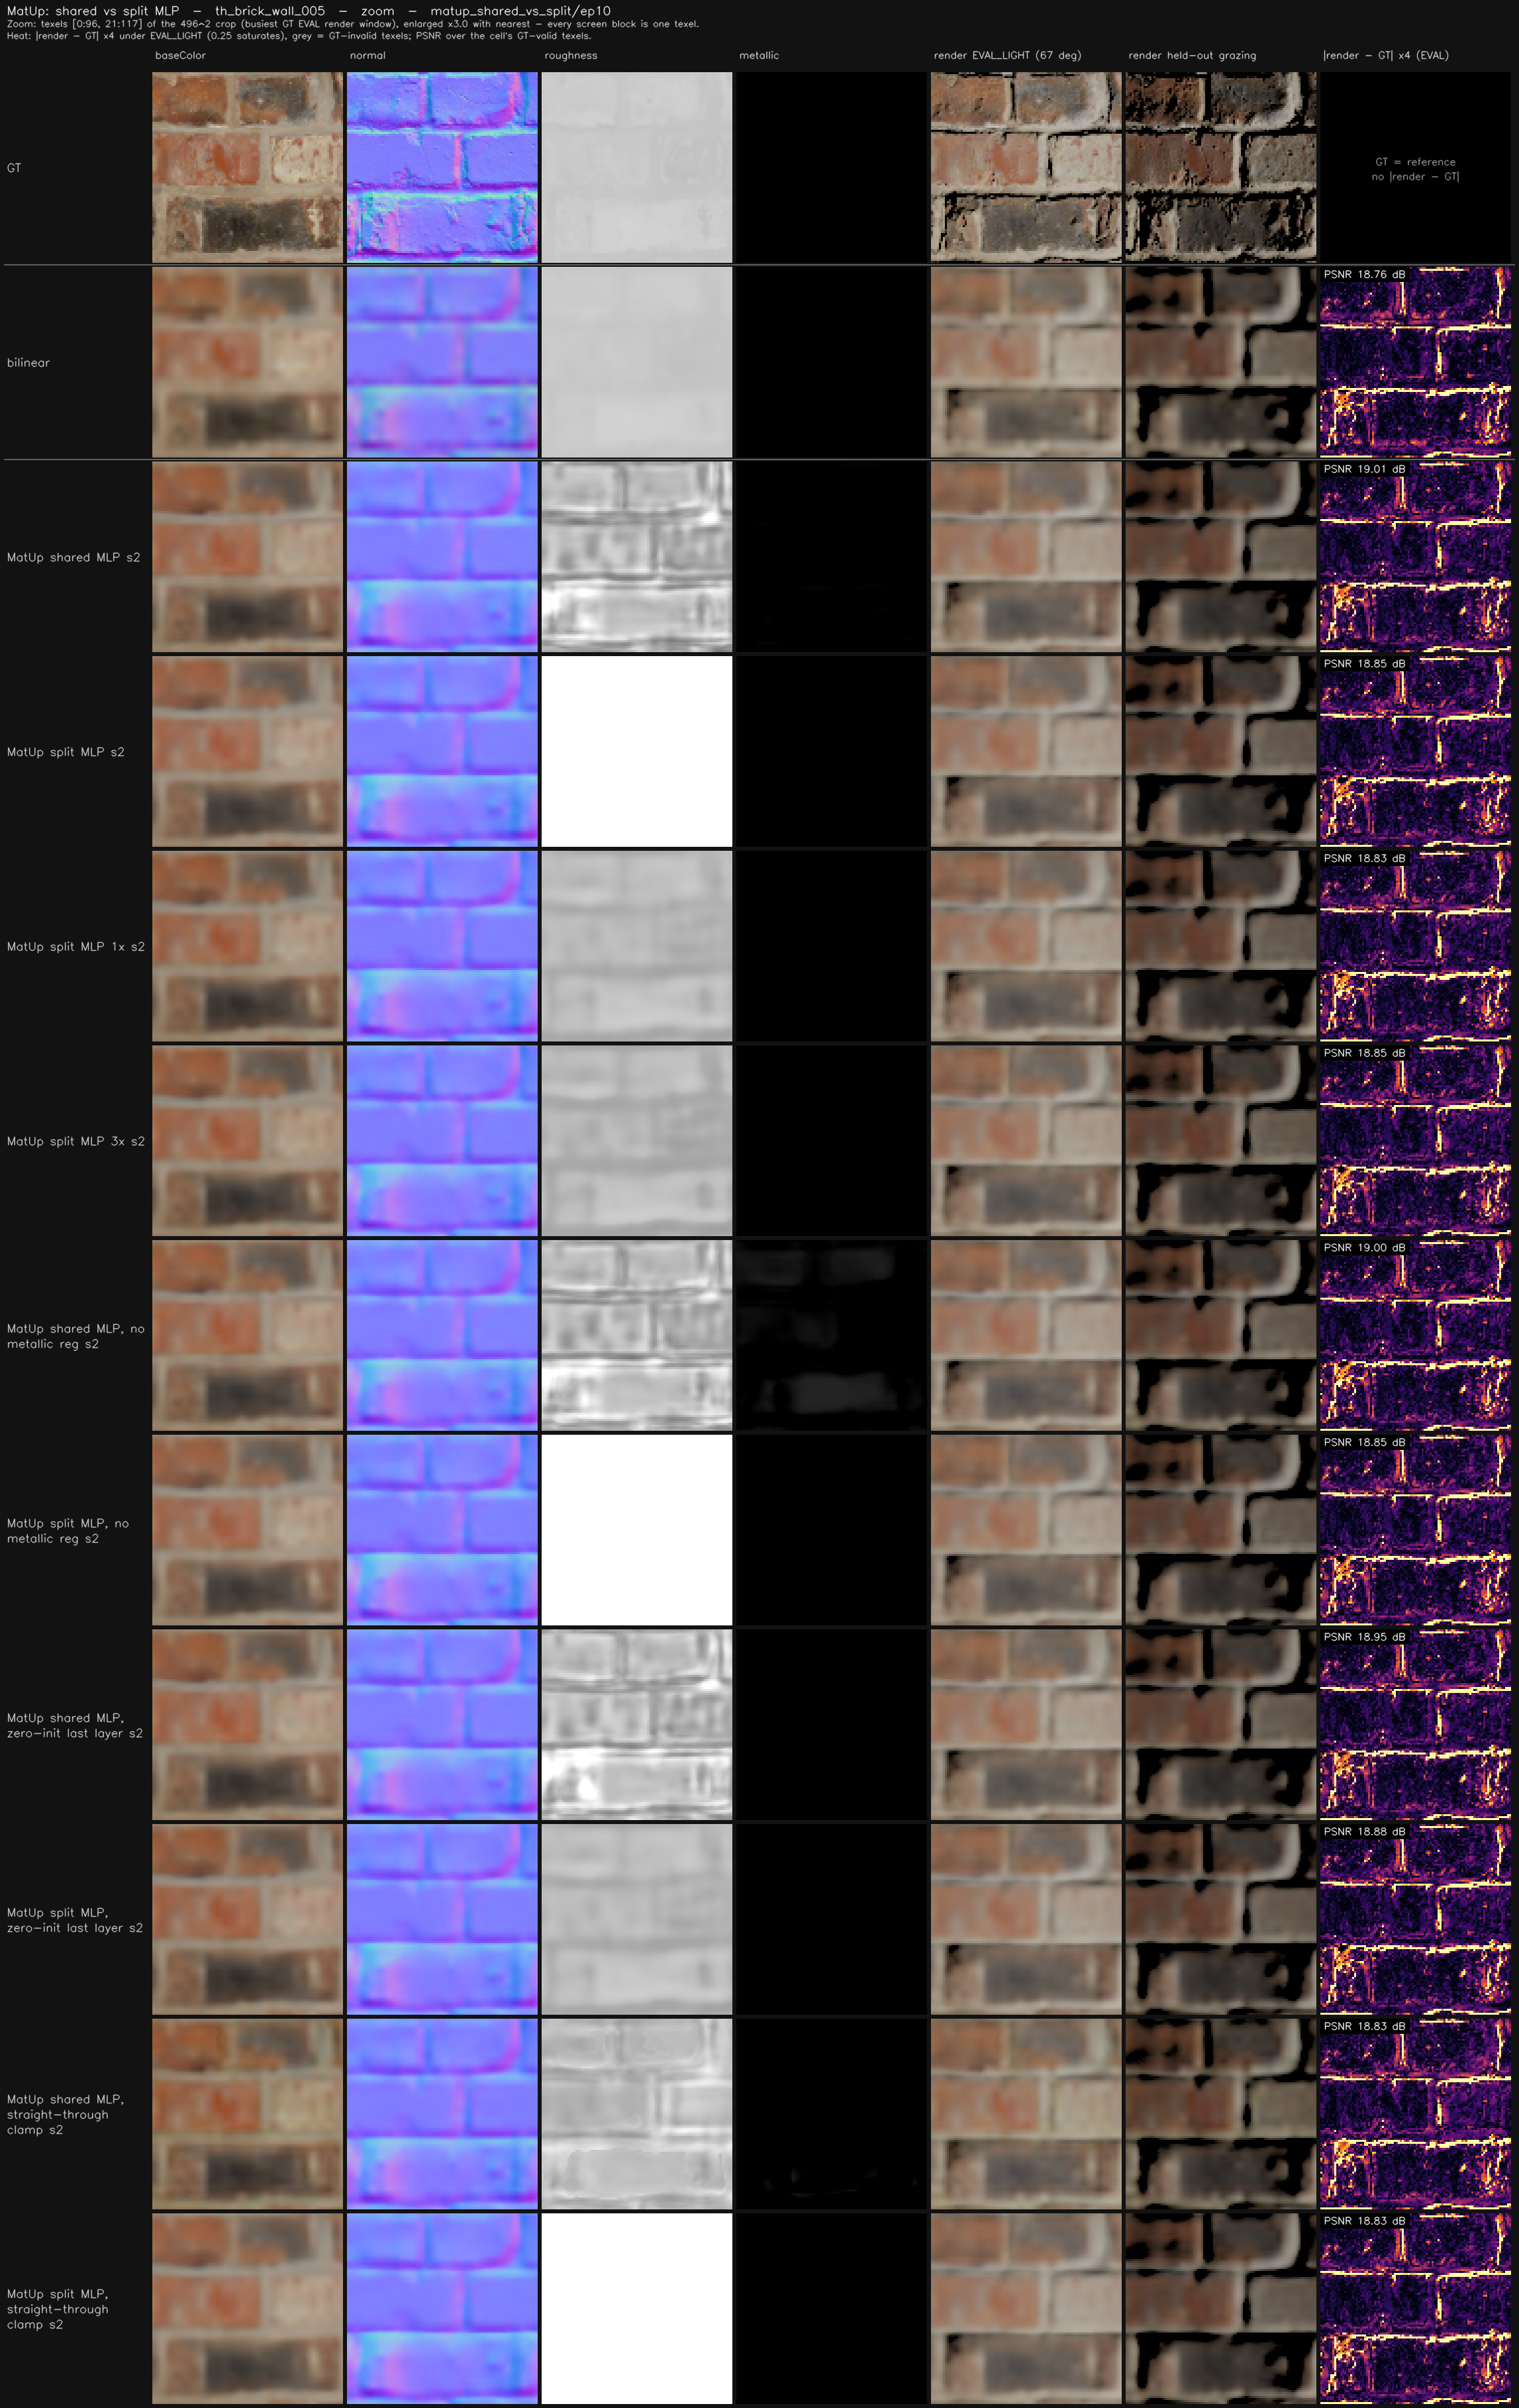 MatUp: shared vs split MLP — th_brick_wall_005 — zoom — matup_shared_vs_split/ep10
Zoom: texels [0:96, 21:117] of the 496^2 crop (busiest GT EVAL render window), enlarged x3.0 with nearest — every screen block is one texel.
Heat: |render — GT| x4 under EVAL_LIGHT (0.25 saturates), grey = GT-invalid texels; PSNR over the cell's GT-valid texels.
baseColor normal roughness metallic render EVAL_LIGHT (67 deg) render held-out grazing |render — GT| x4 (EVAL)
GT
GT = reference
no |render — GT|
bilinear
PSNR 18.76 dB
MatUp shared MLP s2
PSNR 19.01 dB
MatUp split MLP s2
PSNR 18.85 dB
MatUp split MLP 1x s2
PSNR 18.83 dB
MatUp split MLP 3x s2
PSNR 18.85 dB
MatUp shared MLP, no
metallic reg s2
PSNR 19.00 dB
MatUp split MLP, no
metallic reg s2
PSNR 18.85 dB
MatUp shared MLP,
zero-init last layer s2
PSNR 18.95 dB
MatUp split MLP,
zero-init last layer s2
PSNR 18.88 dB
MatUp shared MLP,
straight-through
clamp s2
PSNR 18.83 dB
MatUp split MLP,
straight-through
clamp s2
PSNR 18.83 dB